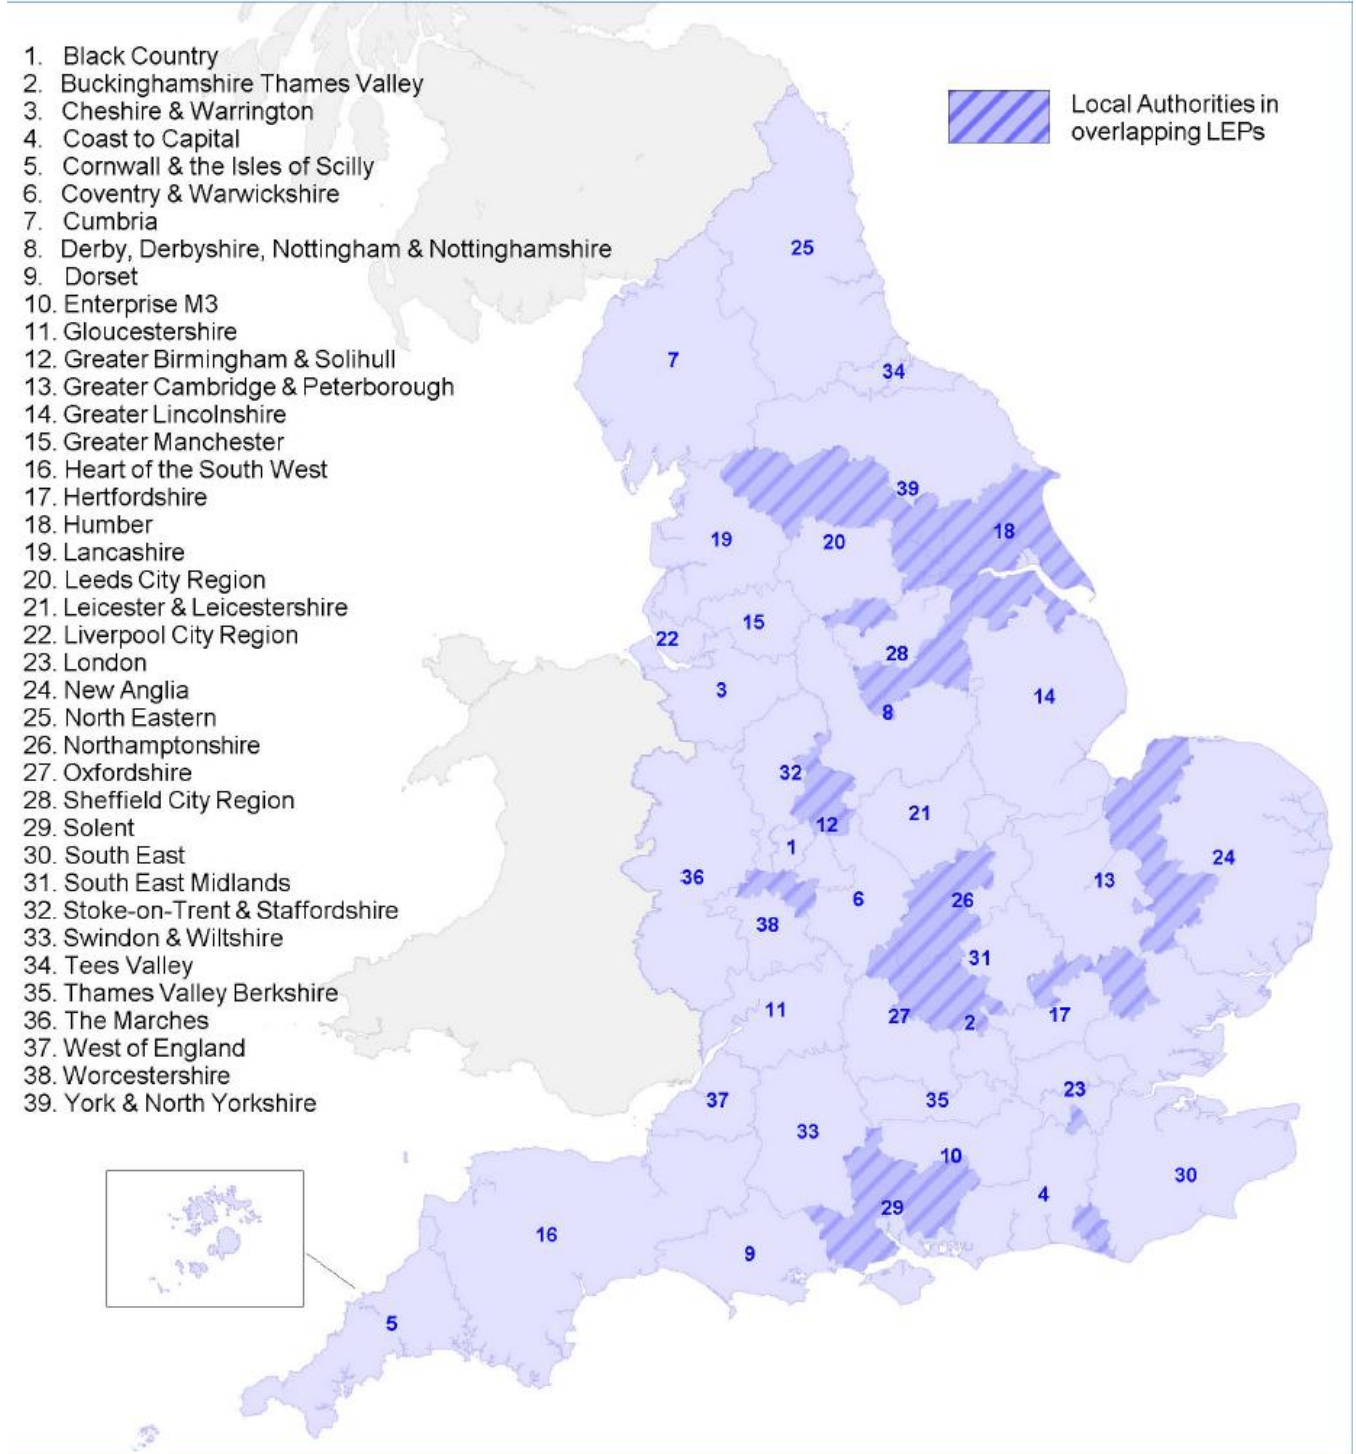 1. Black Country
2. Buckinghamshire Thames Valley
3. Cheshire & Warrington
4. Coast to Capital
5. Cornwall & the Isles of Scilly
6. Coventry & Warwickshire
7. Cumbria
8. Derby, Derbyshire, Nottingham & Nottinghamshire
9. Dorset
10. Enterprise M3
11. Gloucestershire
12. Greater Birmingham & Solihull
13. Greater Cambridge & Peterborough
14. Greater Lincolnshire
15. Greater Manchester
16. Heart of the South West
17. Hertfordshire
18. Humber
19. Lancashire
20. Leeds City Region
21. Leicester & Leicestershire
22. Liverpool City Region
23. London
24. New Anglia
25. North Eastern
26. Northamptonshire
27. Oxfordshire
28. Sheffield City Region
29. Solent
30. South East
31. South East Midlands
32. Stoke-on-Trent & Staffordshire
33. Swindon & Wiltshire
34. Tees Valley
35. Thames Valley Berkshire
36. The Marches
37. West of England
38. Worcestershire
39. York & North Yorkshire
Local Authorities in
overlapping LEPs
25
7
34
39
18
19
20
15
22
28
3
14
8
32
21
12
1
24
36
13
6
26
38
31
11
27
2
17
23
37
35
33
10
30
4
29
16
9
5